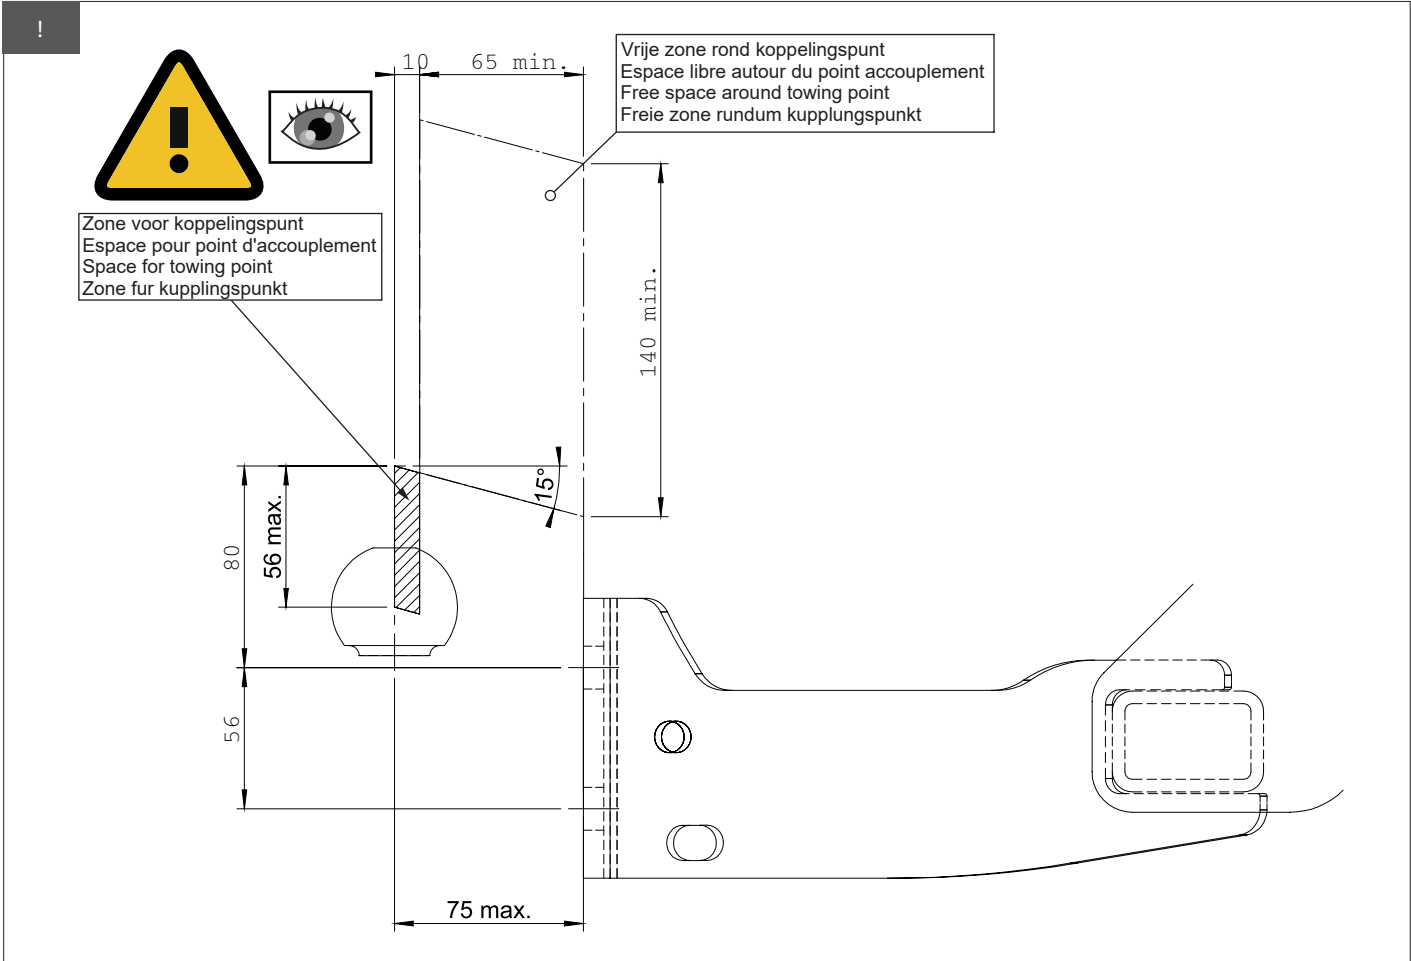 !
10
65 min.
Vrije zone rond koppelingspunt
Espace libre autour du point accouplement
Free space around towing point
Freie zone rundum kupplungspunkt
Zone voor koppelingspunt
Espace pour point d'accouplement
Space for towing point
Zone fur kupplingspunkt
140 min.
15°
80
56 max.
56
75 max.